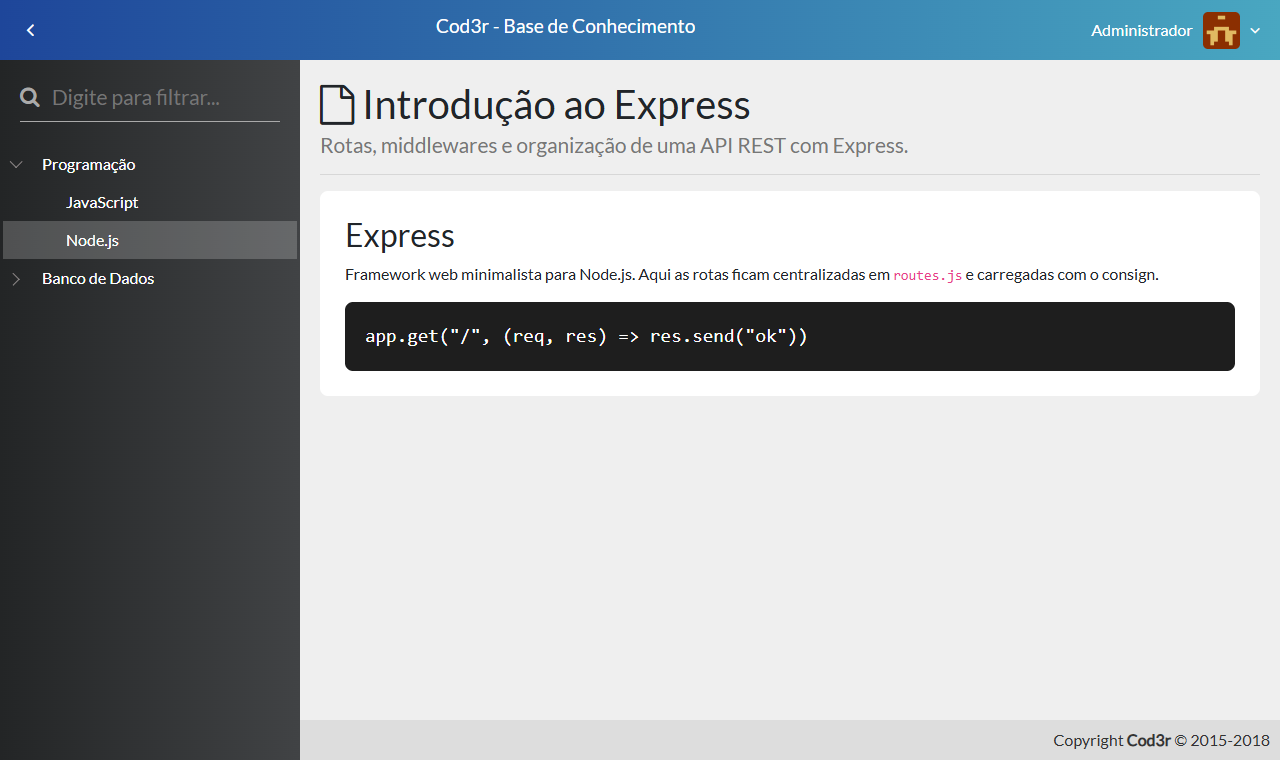 Cod3r - Base de Conhecimento
Administrador
Digite para filtrar...
Programação
JavaScript
Node.js
Banco de Dados
Introdução ao Express
Rotas, middlewares e organização de uma API REST com Express.
Express
Framework web minimalista para Node.js. Aqui as rotas ficam centralizadas em routes.js e carregadas com o consign.
app.get("/", (req, res) => res.send("ok"))
Copyright Cod3r © 2015-2018